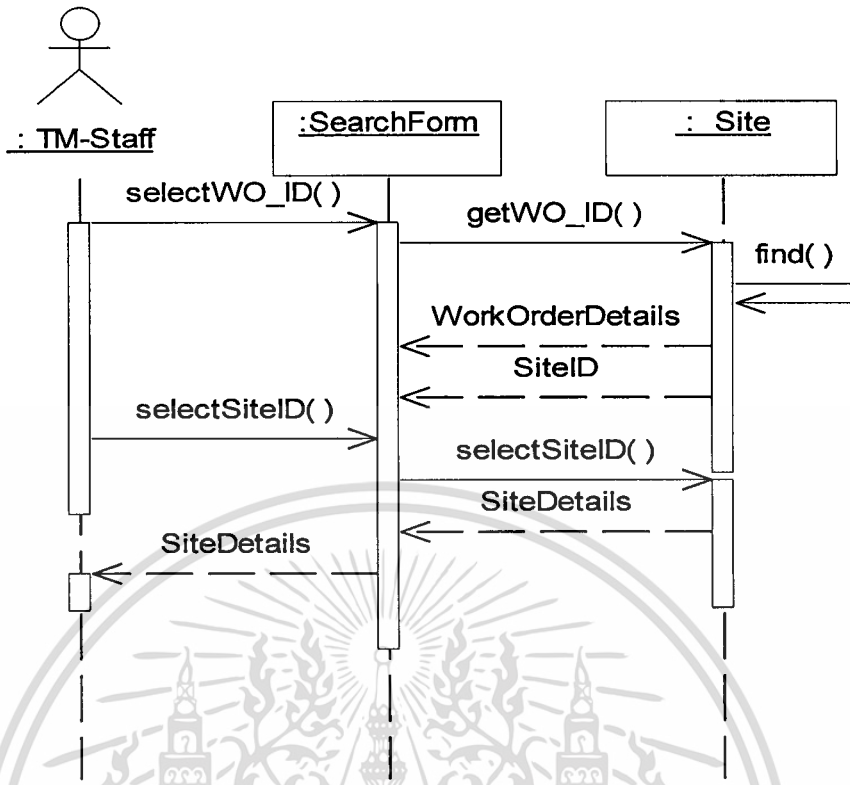 : TM-Staff
:SearchForm
: Site
selectWO_ID( )
getWO_ID( )
find( )
WorkOrderDetails
SiteID
selectSiteID( )
selectSiteID( )
SiteDetails
SiteDetails